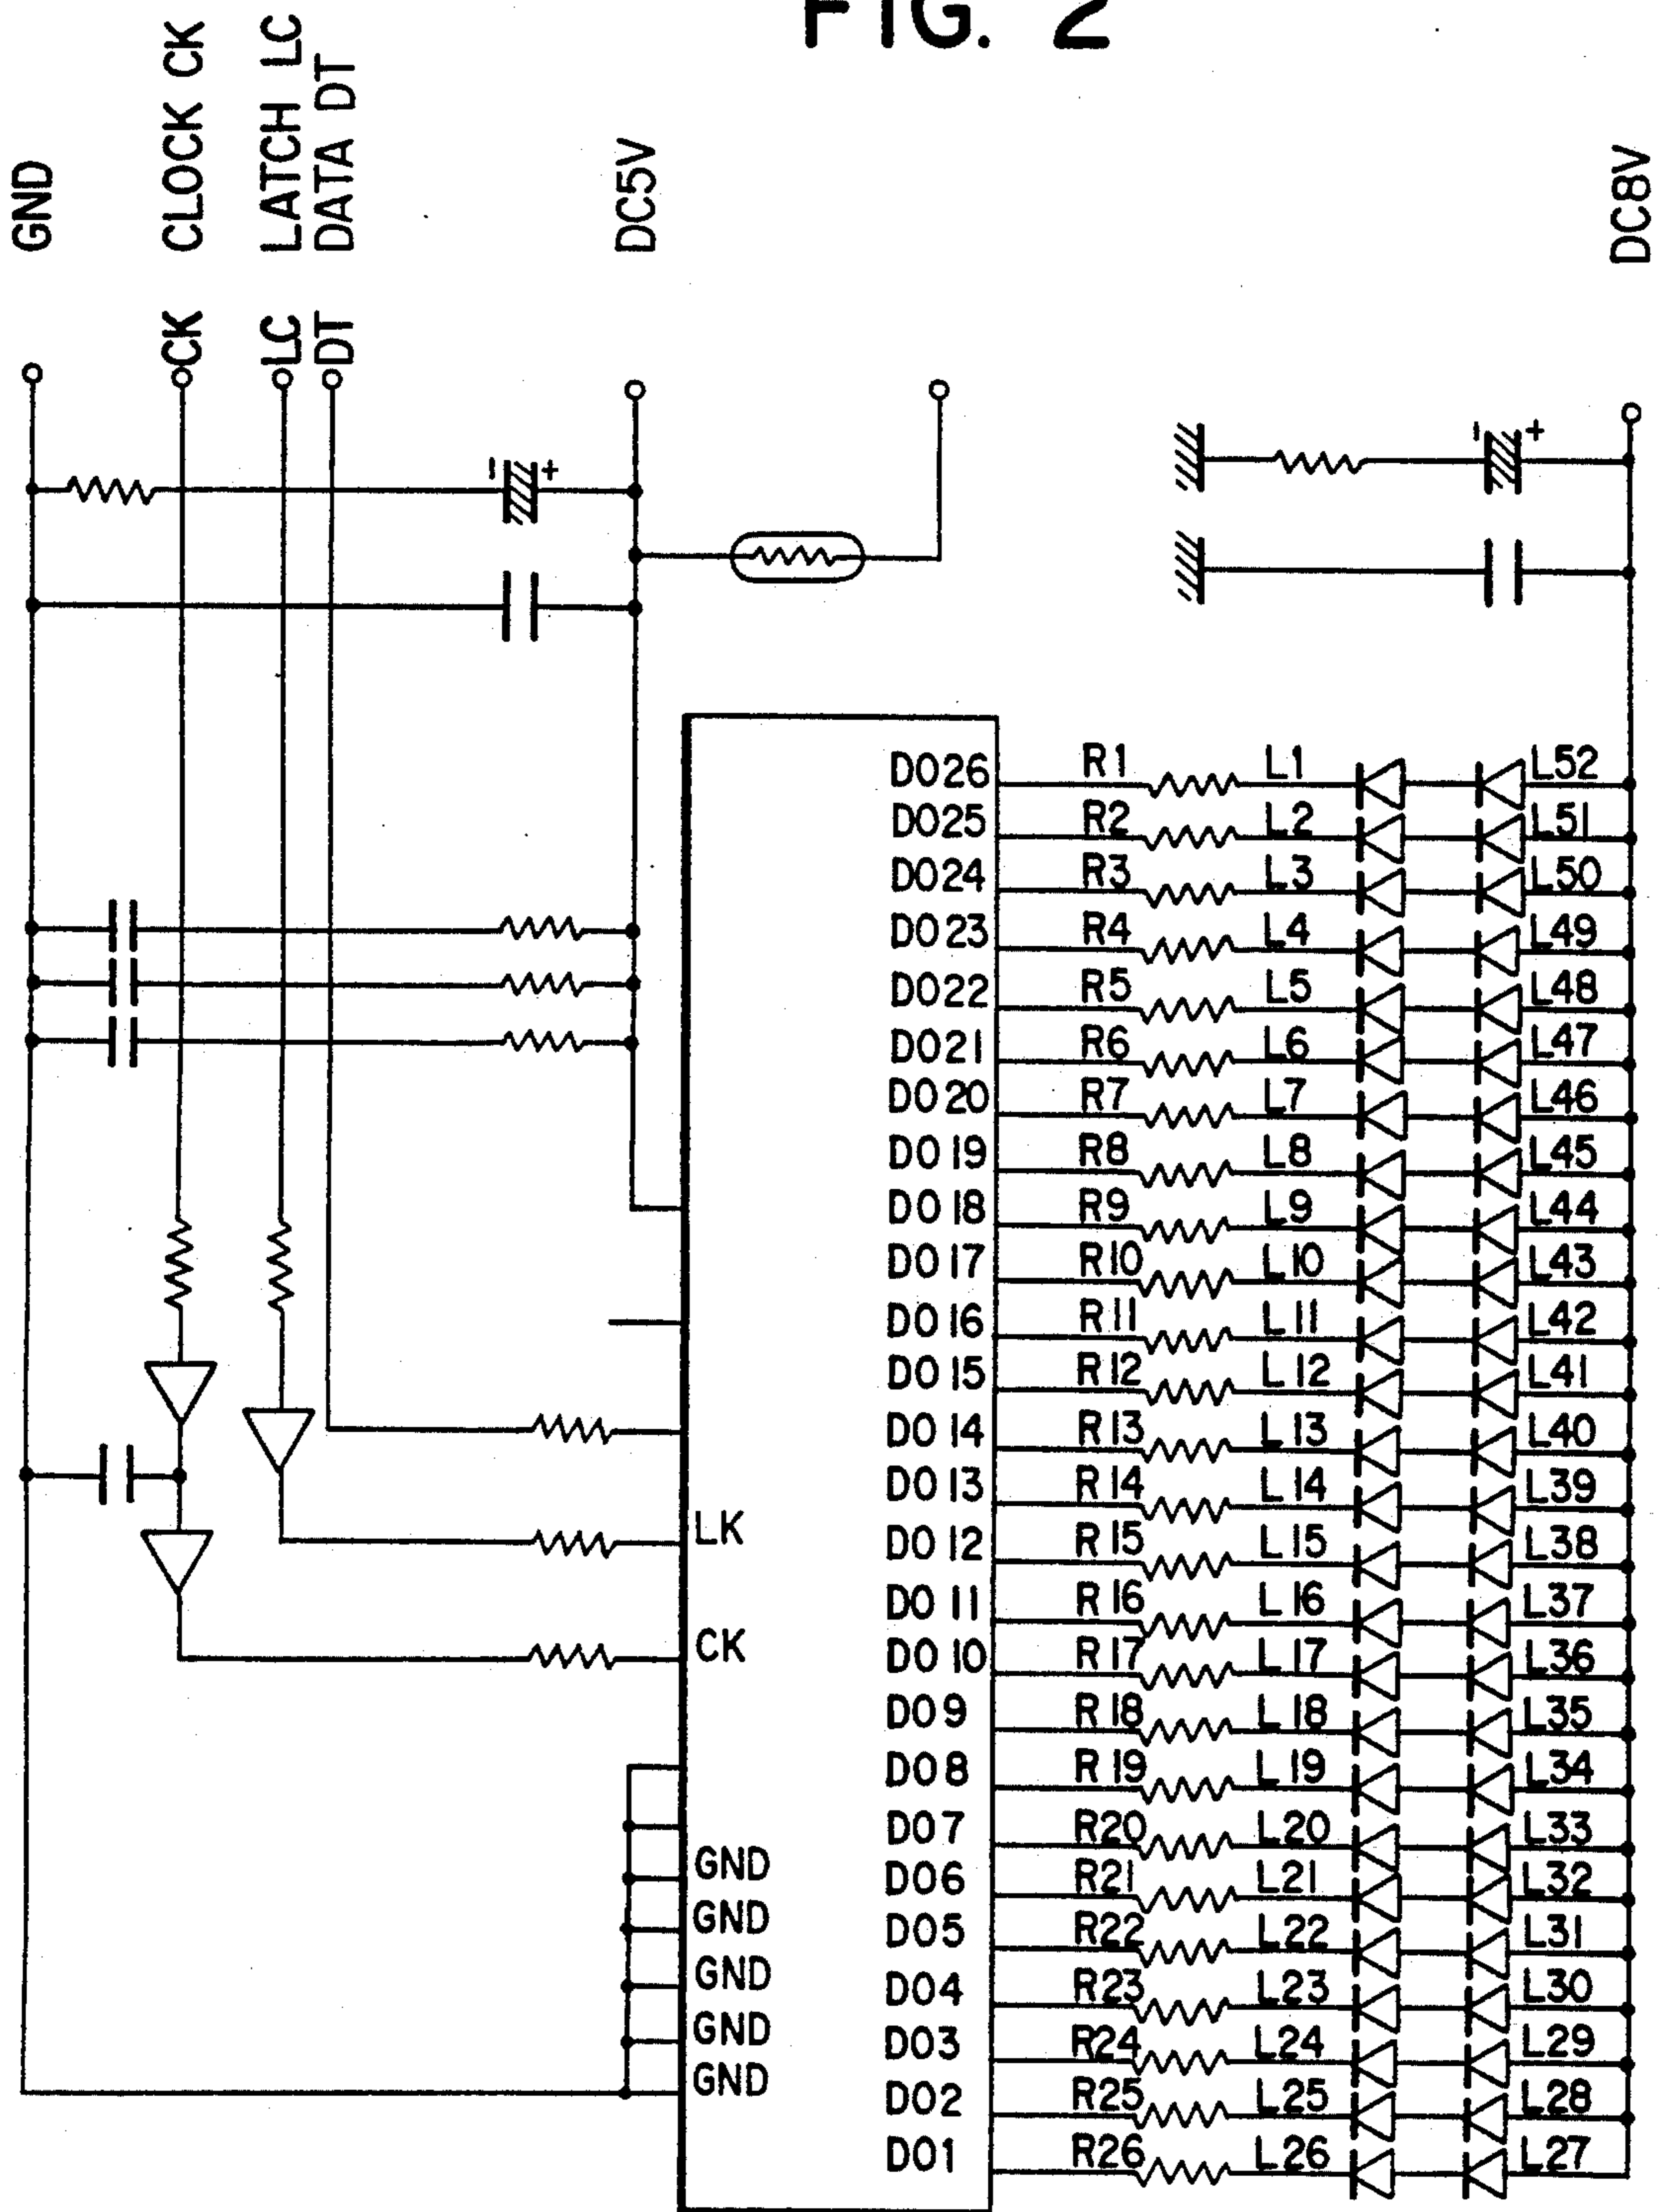 FIG. 2
GND
CK CLOCK CK
LC LATCH LC
DT DATA DT
DC5V
DC8V
- +
- +
DO26 R1 L1 L52
DO25 R2 L2 L51
DO24 R3 L3 L50
DO23 R4 L4 L49
DO22 R5 L5 L48
DO21 R6 L6 L47
DO20 R7 L7 L46
DO19 R8 L8 L45
DO18 R9 L9 L44
DO17 R10 L10 L43
DO16 R11 L11 L42
DO15 R12 L12 L41
DO14 R13 L13 L40
DO13 R14 L14 L39
LK
DO12 R15 L15 L38
DO11 R16 L16 L37
CK
DO10 R17 L17 L36
DO9 R18 L18 L35
DO8 R19 L19 L34
DO7 R20 L20 L33
GND
DO6 R21 L21 L32
GND
DO5 R22 L22 L31
GND
DO4 R23 L23 L30
GND
DO3 R24 L24 L29
GND
DO2 R25 L25 L28
DO1 R26 L26 L27